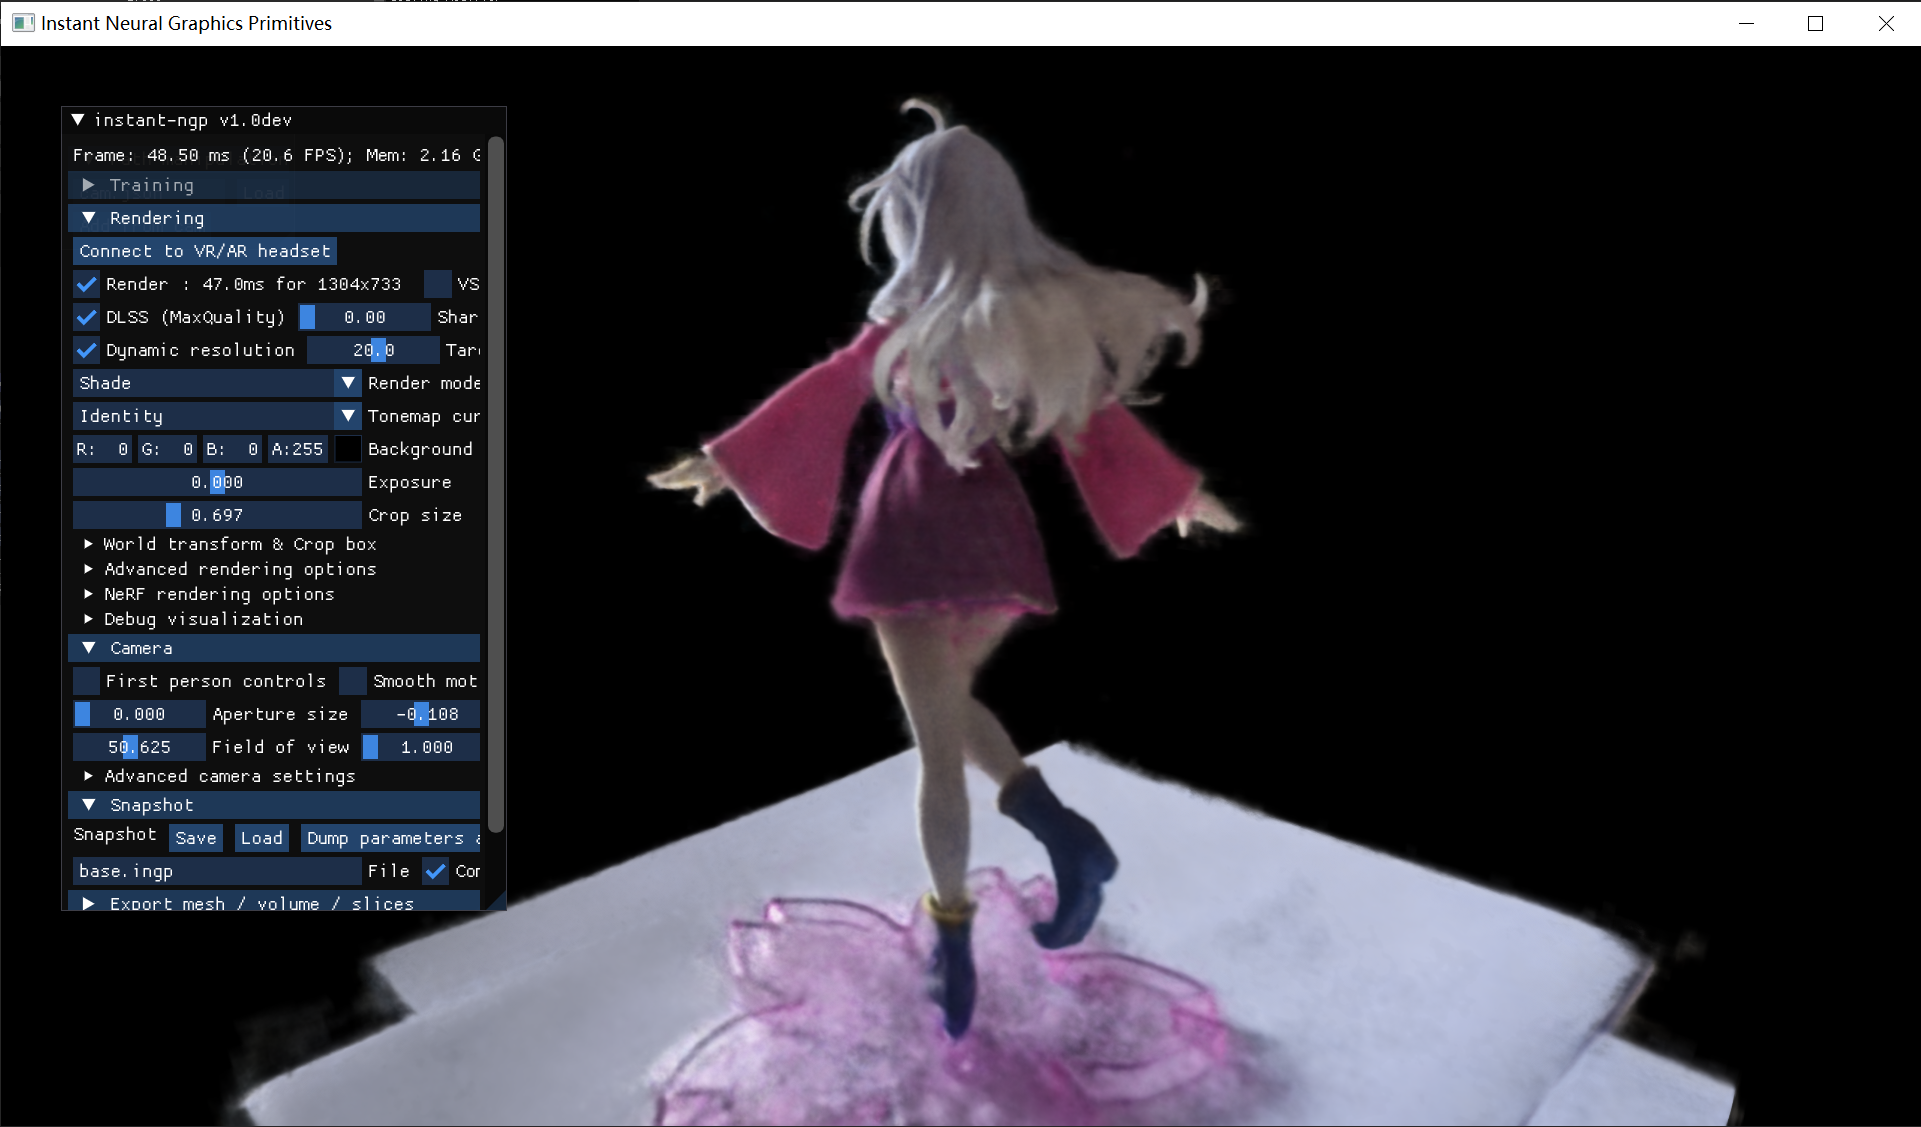 Instant Neural Graphics Primitives
instant-ngp v1.0dev
Frame: 48.50 ms (20.6 FPS); Mem: 2.16 G
Training
Rendering
Connect to VR/AR headset
Render : 47.0ms for 1304x733 VS
DLSS (MaxQuality) 0.00 Shar
Dynamic resolution 20.0 Tar
Shade Render mode
Identity Tonemap cur
R: 0 G: 0 B: 0 A:255 Background
0.000 Exposure
0.697 Crop size
World transform & Crop box
Advanced rendering options
NeRF rendering options
Debug visualization
Camera
First person controls Smooth mot
0.000 Aperture size -0.108
50.625 Field of view 1.000
Advanced camera settings
Snapshot
Snapshot Save Load Dump parameters a
base.ingp File Cor
Export mesh / volume / slices